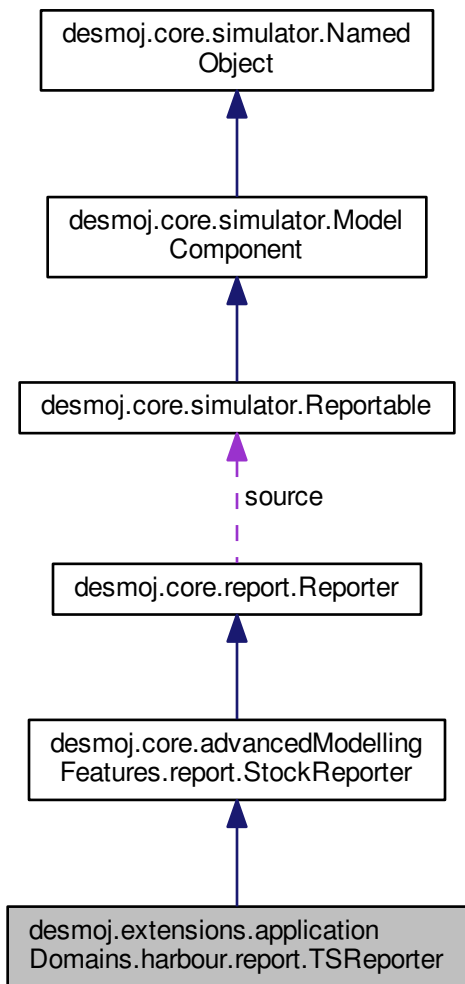 desmoj.core.simulator.Named
Object
desmoj.core.simulator.Model
Component
desmoj.core.simulator.Reportable
source
desmoj.core.report.Reporter
desmoj.core.advancedModelling
Features.report.StockReporter
desmoj.extensions.application
Domains.harbour.report.TSReporter